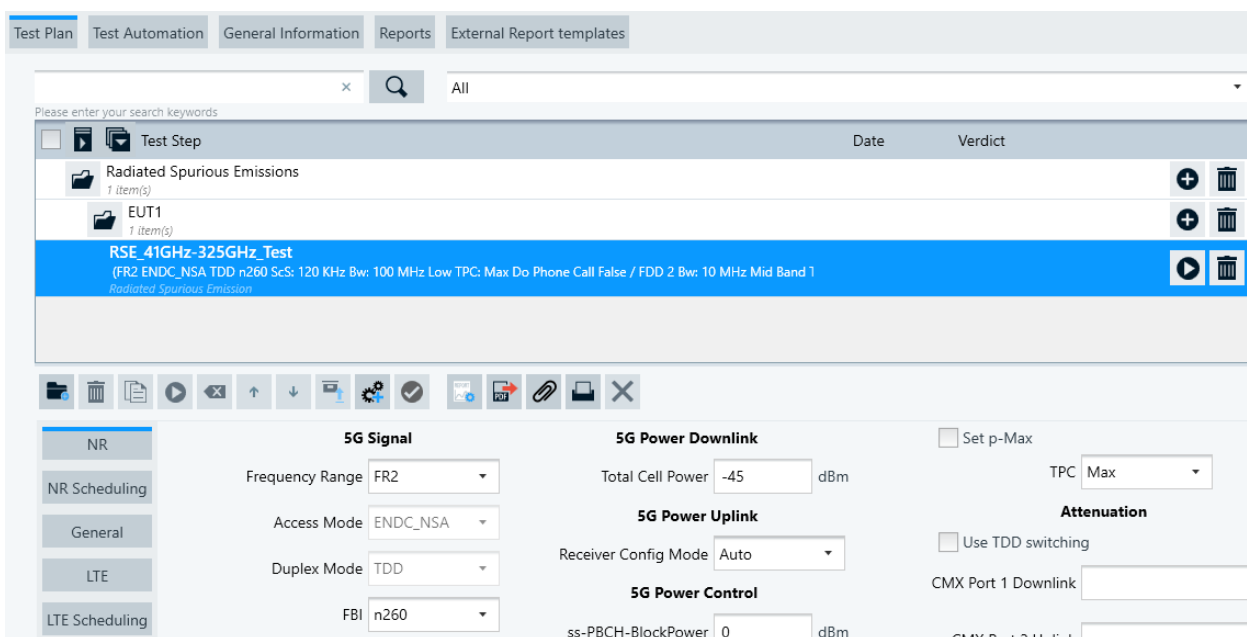 Test Plan Test Automation General Information Reports External Report templates
× All
Please enter your search keywords
Test Step Date Verdict
Radiated Spurious Emissions
1 item(s)
EUT1
1 item(s)
RSE_41GHz-325GHz_Test
(FR2 ENDC_NSA TDD n260 ScS: 120 KHz Bw: 100 MHz Low TPC: Max Do Phone Call False / FDD 2 Bw: 10 MHz Mid Band
Radiated Spurious Emission
PDF
NR 5G Signal 5G Power Downlink Set p-Max
Frequency Range FR2 Total Cell Power -45 dBm TPC Max
NR Scheduling
5G Power Uplink Attenuation
Access Mode ENDC_NSA
General Use TDD switching
Receiver Config Mode Auto
Duplex Mode TDD
LTE CMX Port 1 Downlink
5G Power Control
FBI n260
LTE Scheduling
ss-PBCH-BlockPower 0 dBm